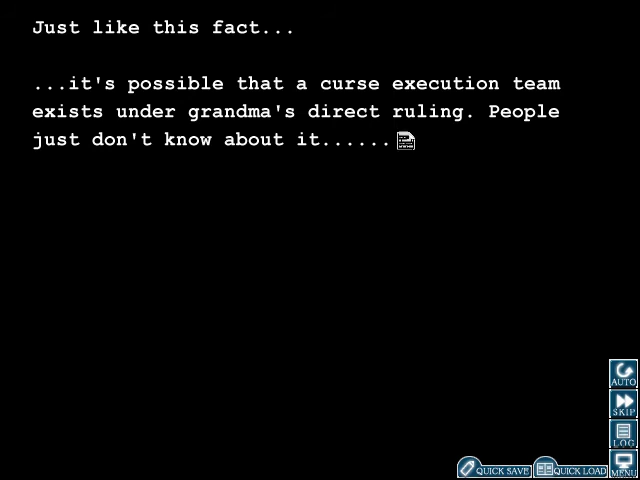 Just like this fact...
...it's possible that a curse execution team
exists under grandma's direct ruling. People
just don't know about it......
AUTO
SKIP
LOG
QUICK SAVE
QUICK LOAD
MENU